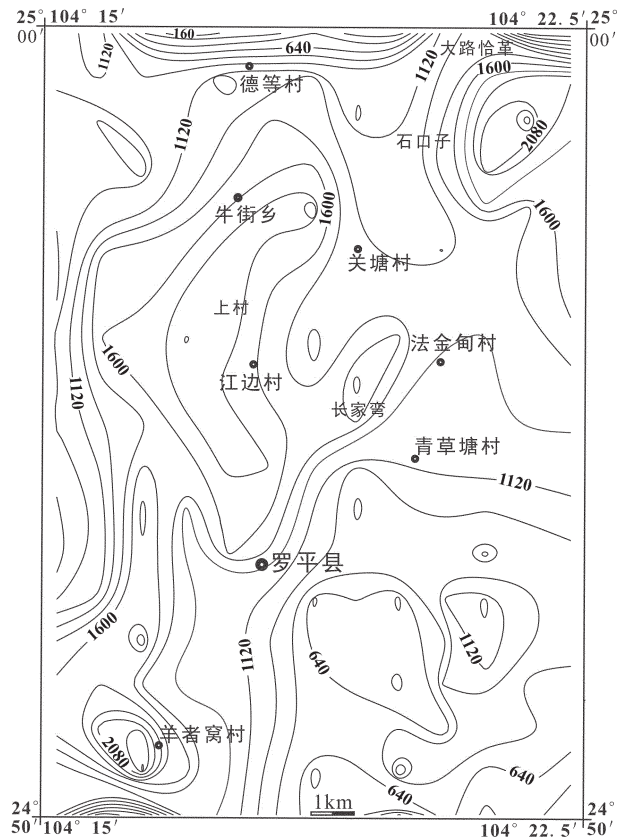 25° 104° 15′
104° 22.5′ 25°
00′
00′
160
640
1120
1120
大路恰革
1600
德等村
1120
石口子
2080
牛街乡
1600
1600
关塘村
上村
1600
法金甸村
1120
江边村
长家弯
青草塘村
1120
罗平县
1600
1120
640
1120
羊者窝村
2080
640
640
1km
24°
50′ 104° 15′
24°
104° 22.5′ 50′